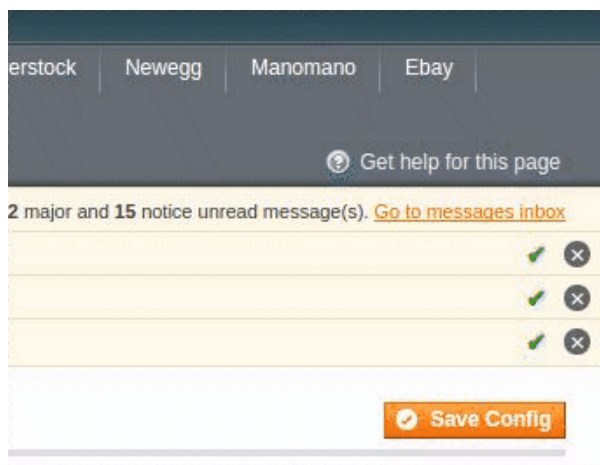 erstock Newegg Manomano Ebay
Get help for this page
2 major and 15 notice unread message(s). Go to messages inbox
Save Config